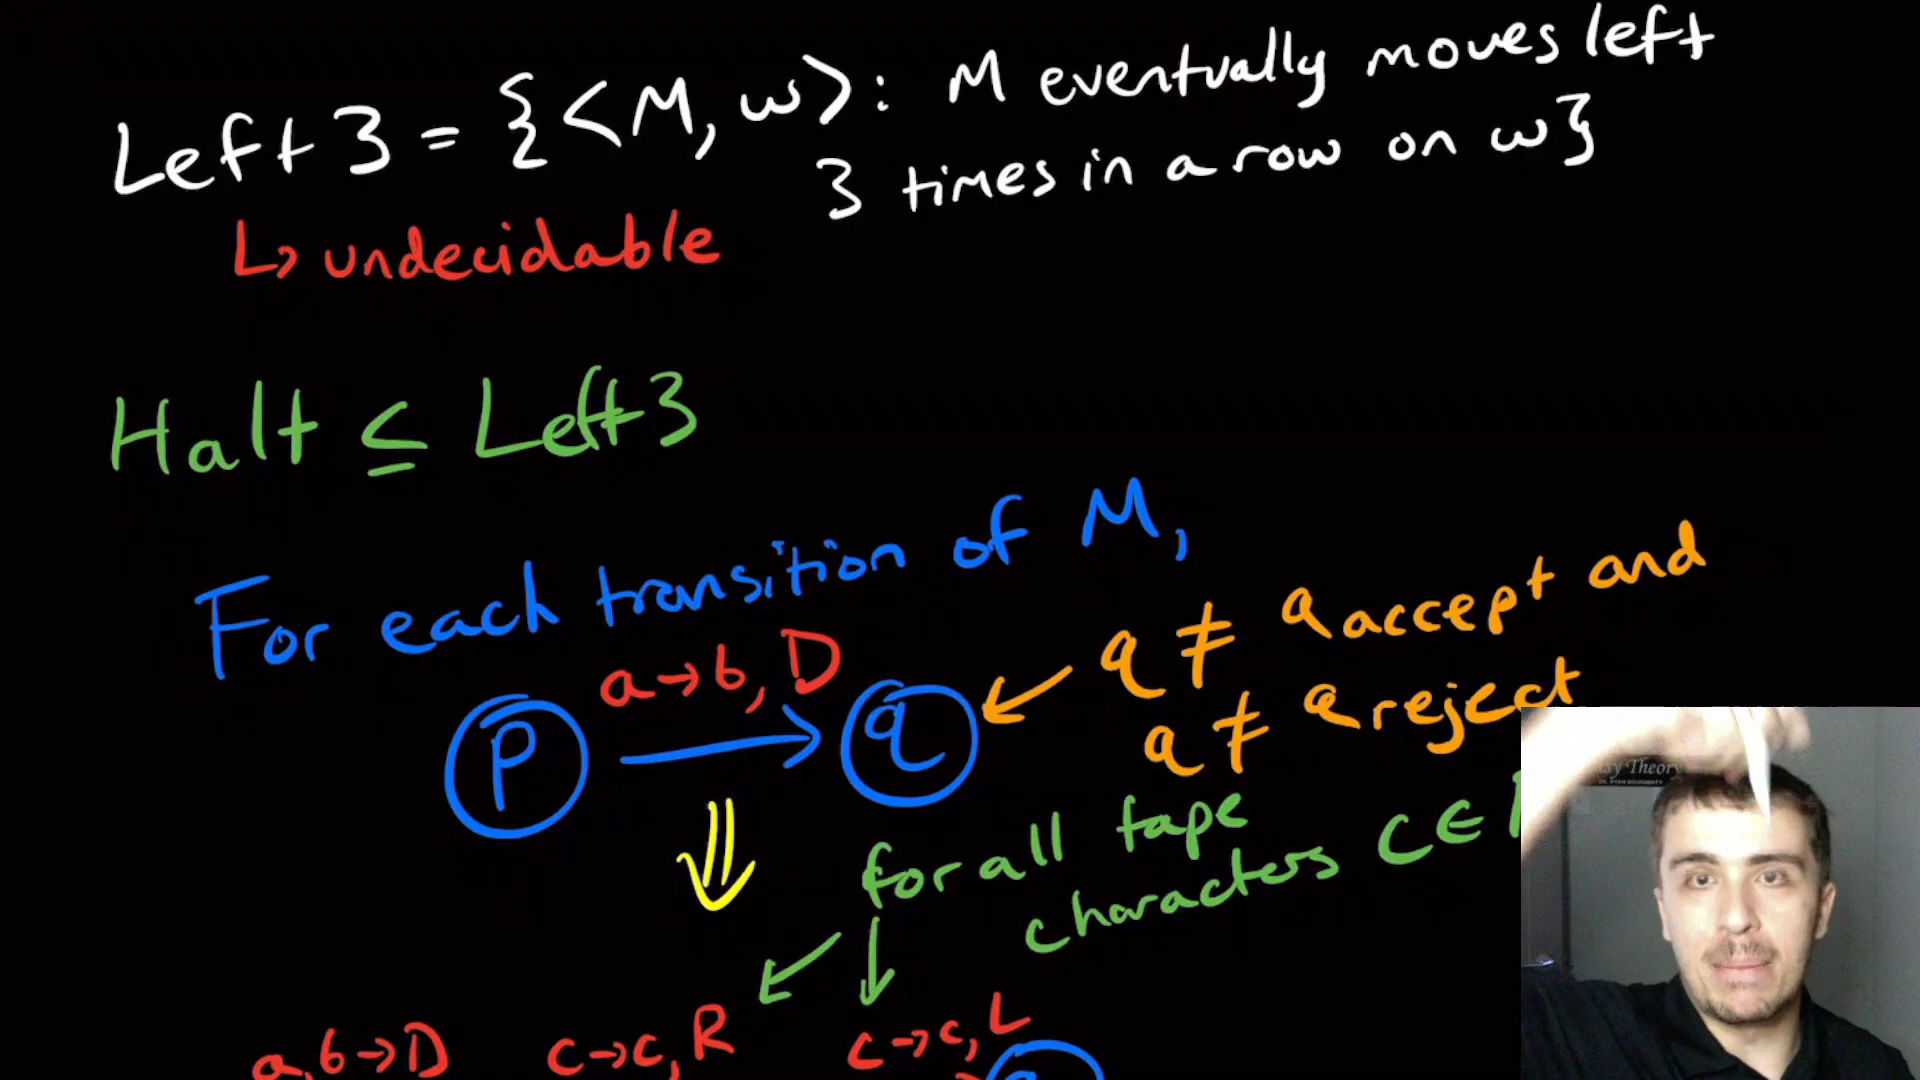 Left3 = {<M, w>: M eventually moves left
3 times in a row on w}
↳ undecidable
Halt ≤ Left3
For each transition of M,
a→b, D
p
q
q ≠ qaccept and
q ≠ qreject
for all tape
characters c ∈
a,b→D
c→c, R
c→c, L
Theory